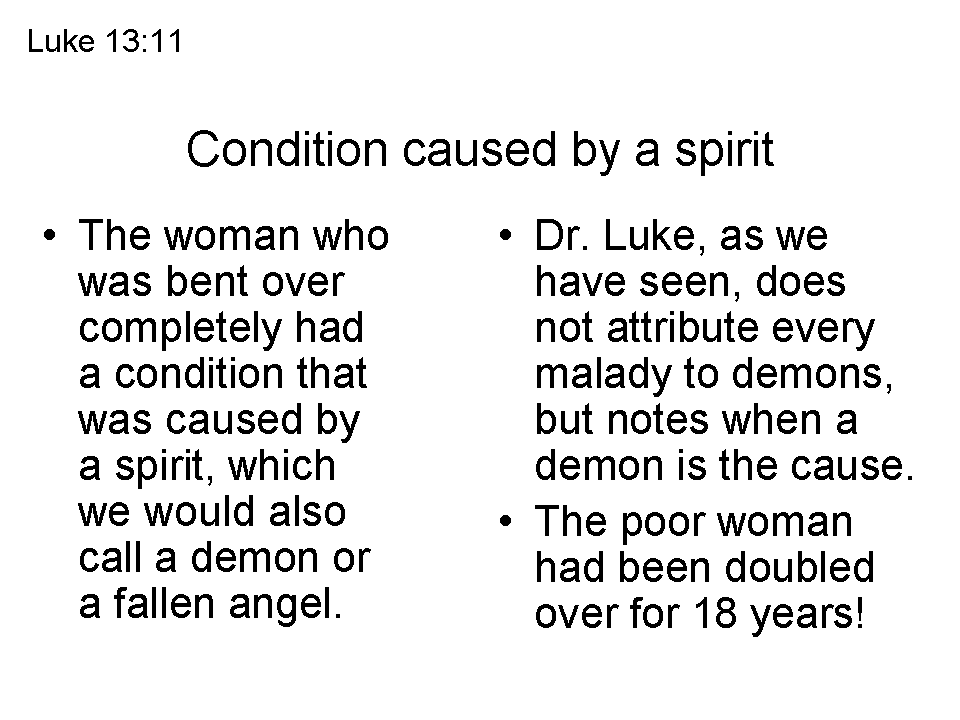 Luke 13:11
Condition caused by a spirit
• The woman who
was bent over
completely had
a condition that
was caused by
a spirit, which
we would also
call a demon or
a fallen angel.
• Dr. Luke, as we
have seen, does
not attribute every
malady to demons,
but notes when a
demon is the cause.
• The poor woman
had been doubled
over for 18 years!